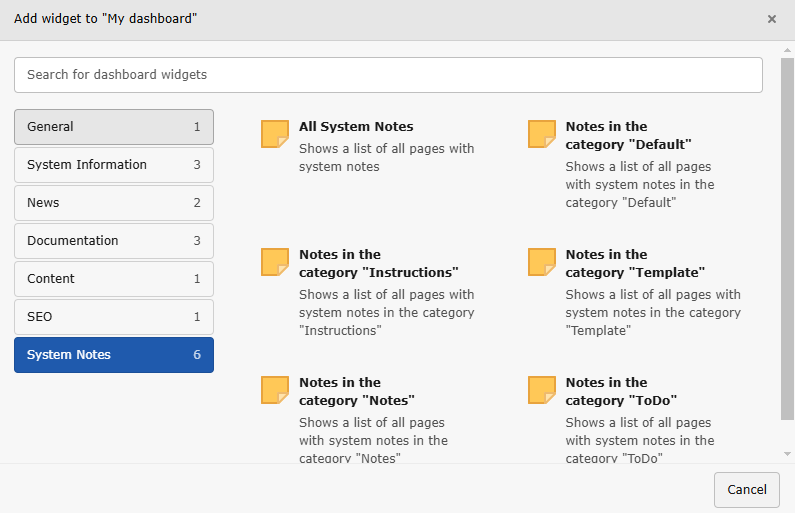 Add widget to "My dashboard"
Search for dashboard widgets
General 1
System Information 3
News 2
Documentation 3
Content 1
SEO 1
System Notes 6
All System Notes
Shows a list of all pages with
system notes
Notes in the
category "Default"
Shows a list of all pages
with system notes in the
category "Default"
Notes in the
category "Instructions"
Shows a list of all pages with
system notes in the category
"Instructions"
Notes in the
category "Template"
Shows a list of all pages with
system notes in the category
"Template"
Notes in the
category "Notes"
Shows a list of all pages
with system notes in the
category "Notes"
Notes in the
category "ToDo"
Shows a list of all pages
with system notes in the
category "ToDo"
Cancel